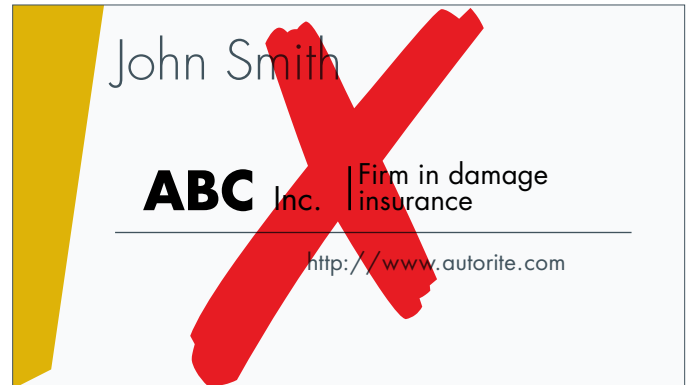 John Smith
ABC Inc. Firm in damage
insurance
http://www.autorite.com